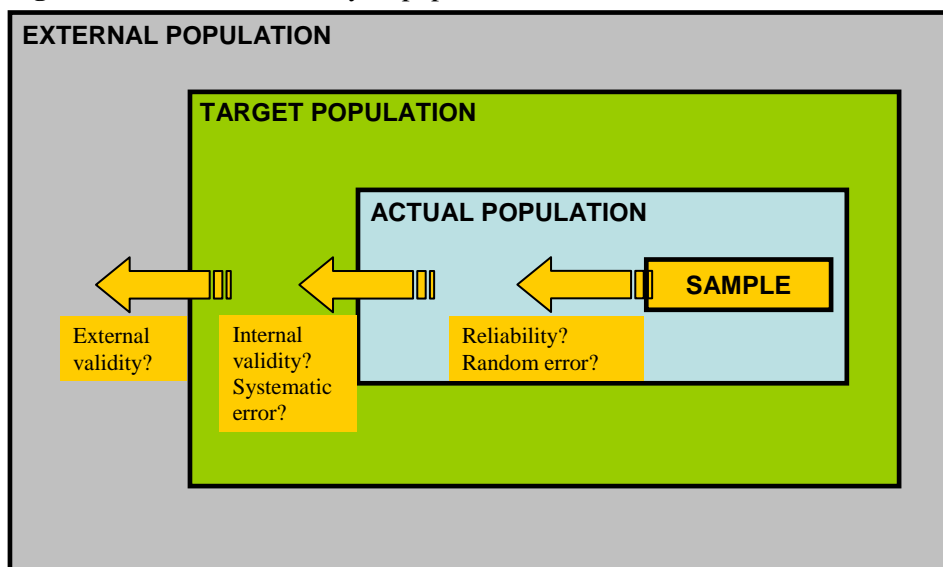 EXTERNAL POPULATION
TARGET POPULATION
ACTUAL POPULATION
SAMPLE
External
validity?
Internal
validity?
Systematic
error?
Reliability?
Random error?